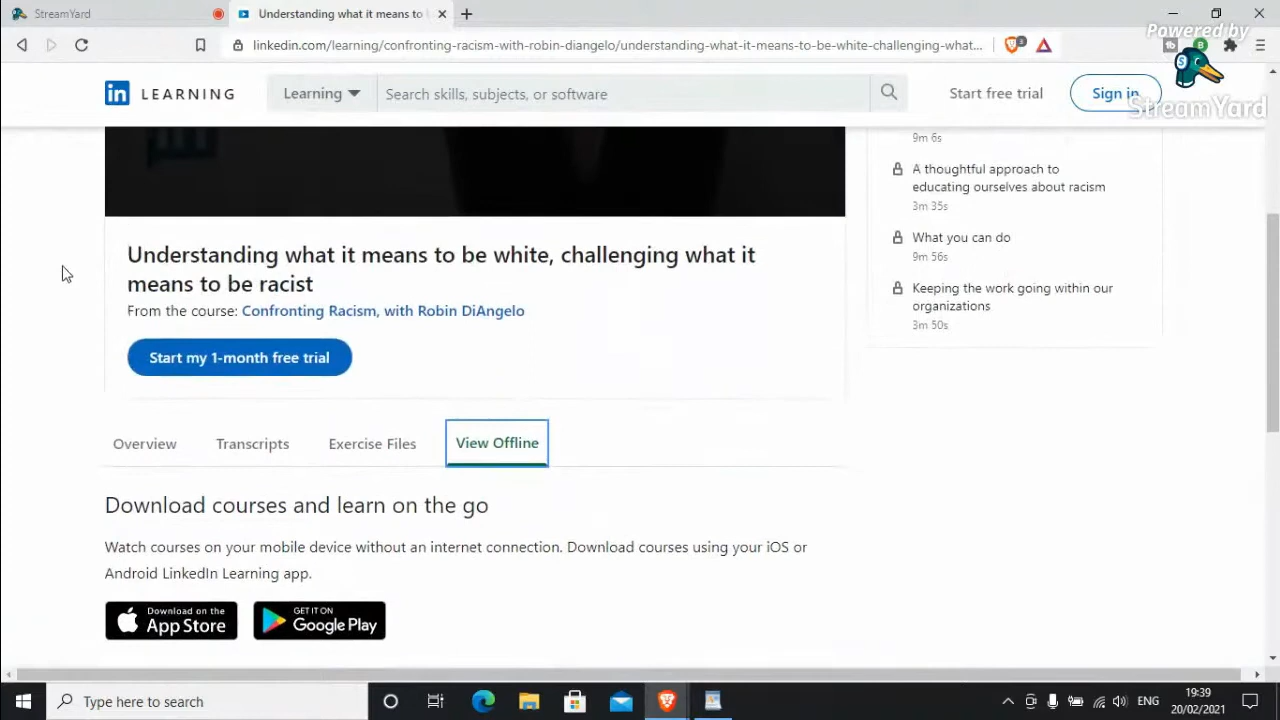 StreamYard
Understanding what it means to
linkedin.com/learning/confronting-racism-with-robin-diangelo/understanding-what-it-means-to-be-white-challenging-what...
3
Powered by
StreamYard
in LEARNING
Learning
Search skills, subjects, or software
Start free trial
Sign in
9m 6s
A thoughtful approach to
educating ourselves about racism
3m 35s
What you can do
9m 56s
Keeping the work going within our
organizations
3m 50s
Understanding what it means to be white, challenging what it
means to be racist
From the course: Confronting Racism, with Robin DiAngelo
Start my 1-month free trial
Overview
Transcripts
Exercise Files
View Offline
Download courses and learn on the go
Watch courses on your mobile device without an internet connection. Download courses using your iOS or
Android LinkedIn Learning app.
Download on the
App Store
GET IT ON
Google Play
Type here to search
ENG
19:39
20/02/2021